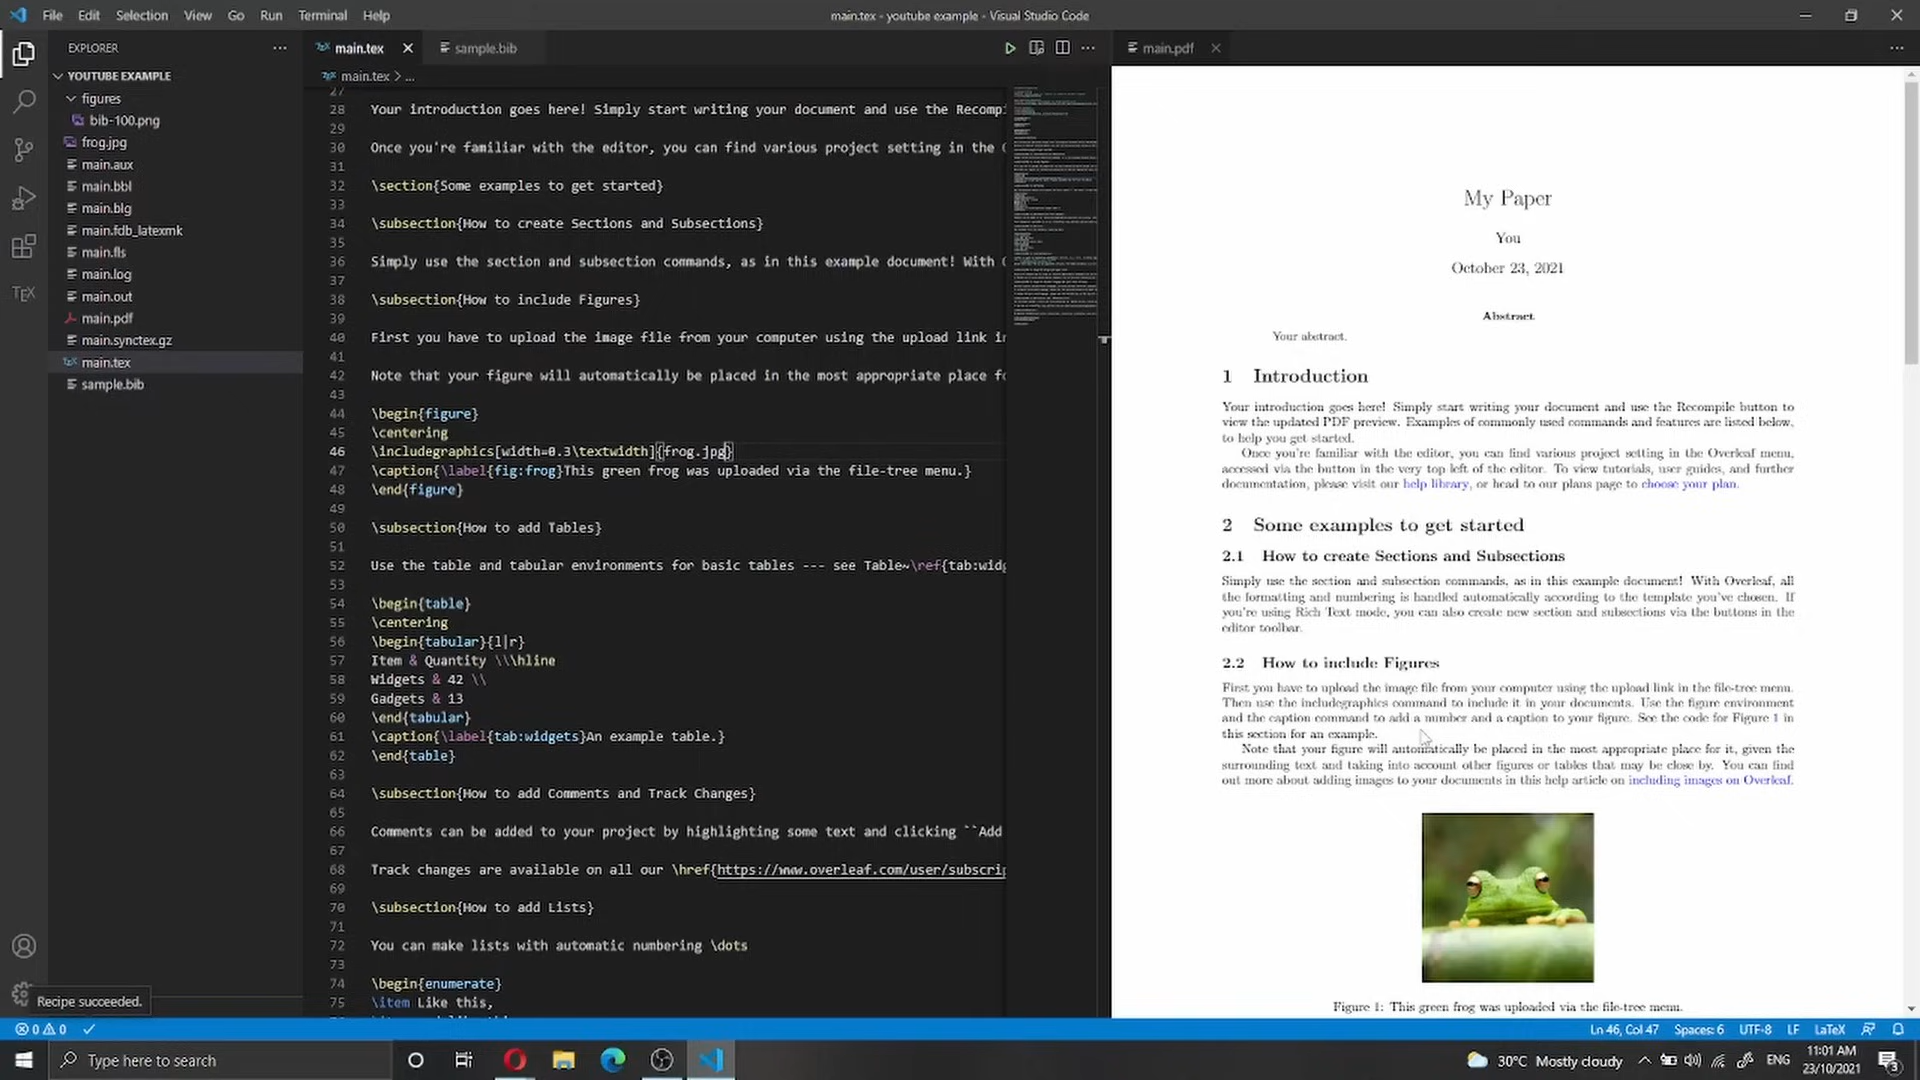 File Edit Selection View Go Run Terminal Help
main.tex - youtube example - Visual Studio Code
EXPLORER
YOUTUBE EXAMPLE
figures
bib-100.png
frog.jpg
main.aux
main.bbl
main.blg
main.fdb_latexmk
main.fls
main.log
main.out
main.pdf
main.synctex.gz
main.tex
sample.bib
Recipe succeeded.
main.tex
sample.bib
main.tex > ...
27
28 Your introduction goes here! Simply start writing your document and use the Recompi
29
30 Once you're familiar with the editor, you can find various project setting in the
31
32 \section{Some examples to get started}
33
34 \subsection{How to create Sections and Subsections}
35
36 Simply use the section and subsection commands, as in this example document! With
37
38 \subsection{How to include Figures}
39
40 First you have to upload the image file from your computer using the upload link i
41
42 Note that your figure will automatically be placed in the most appropriate place fo
43
44 \begin{figure}
45 \centering
46 \includegraphics[width=0.3\textwidth]{frog.jpg}
47 \caption{\label{fig:frog}This green frog was uploaded via the file-tree menu.}
48 \end{figure}
49
50 \subsection{How to add Tables}
51
52 Use the table and tabular environments for basic tables --- see Table~\ref{tab:widg
53
54 \begin{table}
55 \centering
56 \begin{tabular}{l|r}
57 Item & Quantity \\\hline
58 Widgets & 42 \\
59 Gadgets & 13
60 \end{tabular}
61 \caption{\label{tab:widgets}An example table.}
62 \end{table}
63
64 \subsection{How to add Comments and Track Changes}
65
66 Comments can be added to your project by highlighting some text and clicking ``Add
67
68 Track changes are available on all our \href{https://www.overleaf.com/user/subscrip
69
70 \subsection{How to add Lists}
71
72 You can make lists with automatic numbering \dots
73
74 \begin{enumerate}
75 \item Like this,
main.pdf
My Paper
You
October 23, 2021
Abstract
Your abstract.
1 Introduction
Your introduction goes here! Simply start writing your document and use the Recompile button to
view the updated PDF preview. Examples of commonly used commands and features are listed below,
to help you get started.
Once you're familiar with the editor, you can find various project setting in the Overleaf menu,
accessed via the button in the very top left of the editor. To view tutorials, user guides, and further
documentation, please visit our help library, or head to our plans page to choose your plan.
2 Some examples to get started
2.1 How to create Sections and Subsections
Simply use the section and subsection commands, as in this example document! With Overleaf, all
the formatting and numbering is handled automatically according to the template you've chosen. If
you're using Rich Text mode, you can also create new section and subsections via the buttons in the
editor toolbar.
2.2 How to include Figures
First you have to upload the image file from your computer using the upload link in the file-tree menu.
Then use the includegraphics command to include it in your documents. Use the figure environment
and the caption command to add a number and a caption to your figure. See the code for Figure 1 in
this section for an example.
Note that your figure will automatically be placed in the most appropriate place for it, given the
surrounding text and taking into account other figures or tables that may be close by. You can find
out more about adding images to your documents in this help article on including images on Overleaf.
Figure 1: This green frog was uploaded via the file-tree menu.
0 0
Ln 46, Col 47 Spaces: 6 UTF-8 LF LaTeX
Type here to search
30°C Mostly cloudy
ENG
11:01 AM
23/10/2021
3